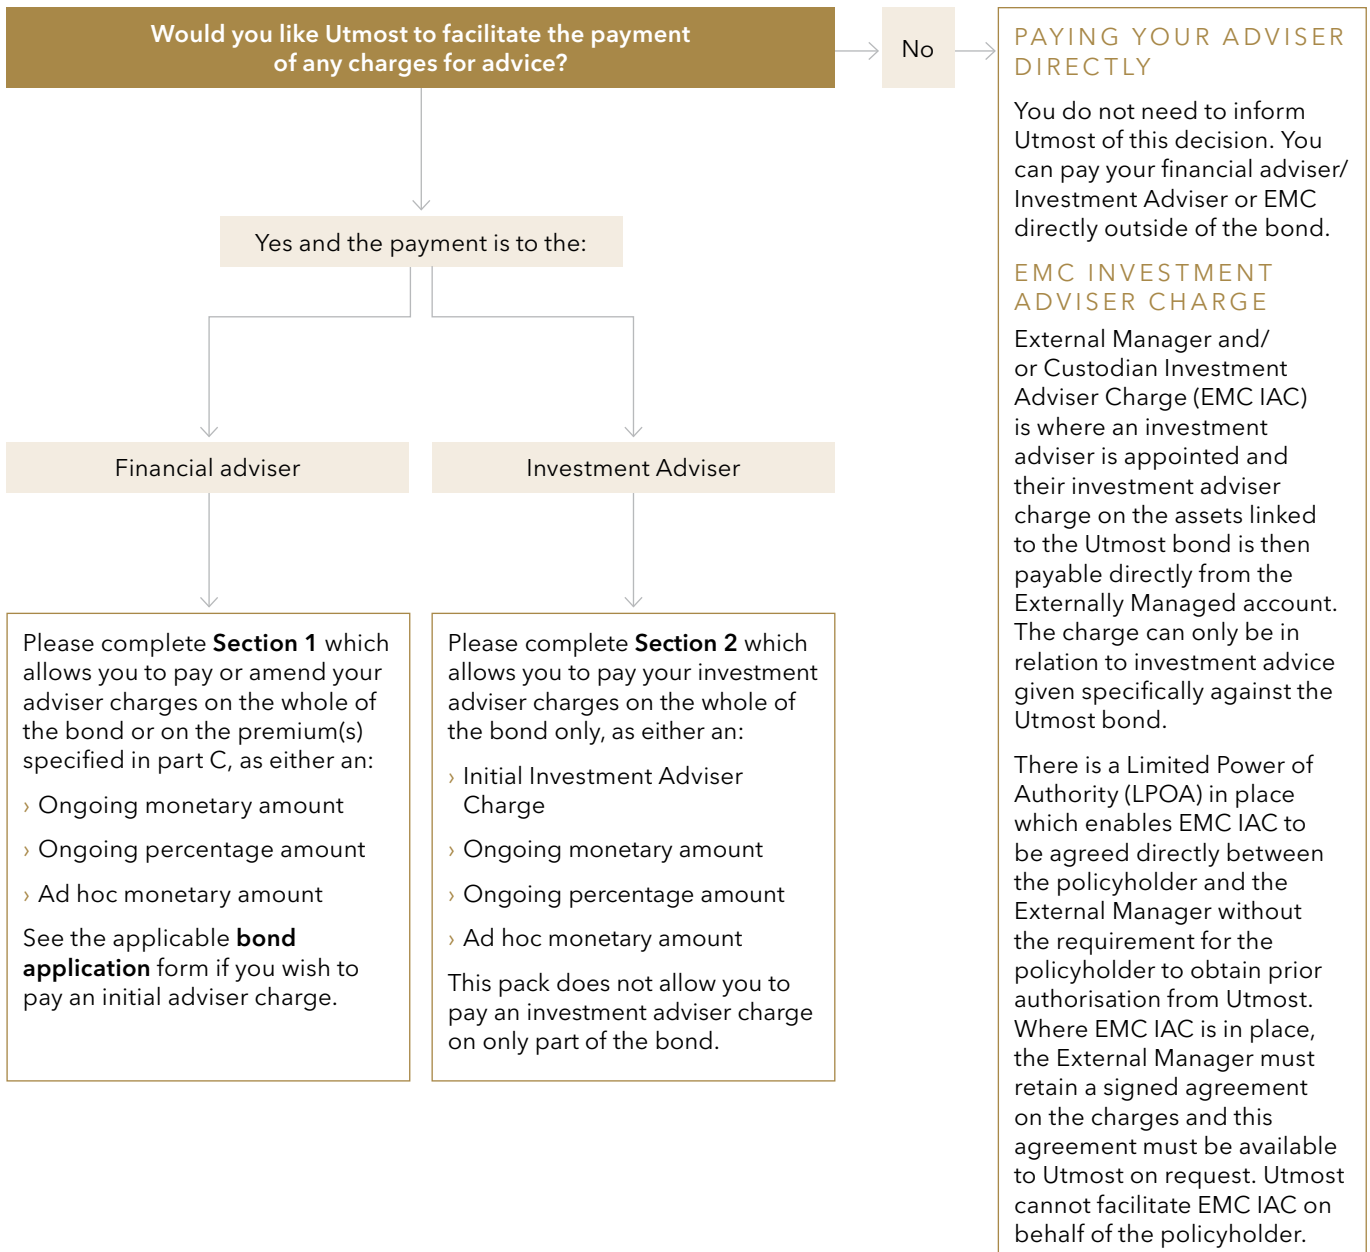 Would you like Utmost to facilitate the payment
of any charges for advice?
No
Yes and the payment is to the:
Financial adviser
Investment Adviser
Please complete Section 1 which
allows you to pay or amend your
adviser charges on the whole of
the bond or on the premium(s)
specified in part C, as either an:
› Ongoing monetary amount
› Ongoing percentage amount
› Ad hoc monetary amount
See the applicable bond
application form if you wish to
pay an initial adviser charge.
Please complete Section 2 which
allows you to pay your investment
adviser charges on the whole of
the bond only, as either an:
› Initial Investment Adviser
Charge
› Ongoing monetary amount
› Ongoing percentage amount
› Ad hoc monetary amount
This pack does not allow you to
pay an investment adviser charge
on only part of the bond.
PAYING YOUR ADVISER
DIRECTLY
You do not need to inform
Utmost of this decision. You
can pay your financial adviser/
Investment Adviser or EMC
directly outside of the bond.
EMC INVESTMENT
ADVISER CHARGE
External Manager and/
or Custodian Investment
Adviser Charge (EMC IAC)
is where an investment
adviser is appointed and
their investment adviser
charge on the assets linked
to the Utmost bond is then
payable directly from the
Externally Managed account.
The charge can only be in
relation to investment advice
given specifically against the
Utmost bond.
There is a Limited Power of
Authority (LPOA) in place
which enables EMC IAC to
be agreed directly between
the policyholder and the
External Manager without
the requirement for the
policyholder to obtain prior
authorisation from Utmost.
Where EMC IAC is in place,
the External Manager must
retain a signed agreement
on the charges and this
agreement must be available
to Utmost on request. Utmost
cannot facilitate EMC IAC on
behalf of the policyholder.